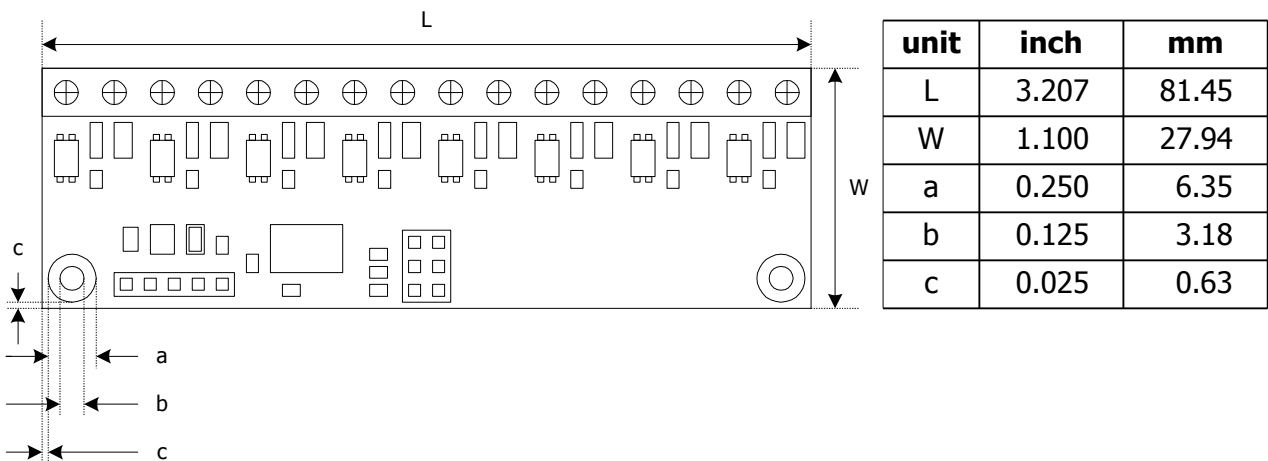 L
W
c
a
b
c
unit inch mm
L 3.207 81.45
W 1.100 27.94
a 0.250 6.35
b 0.125 3.18
c 0.025 0.63